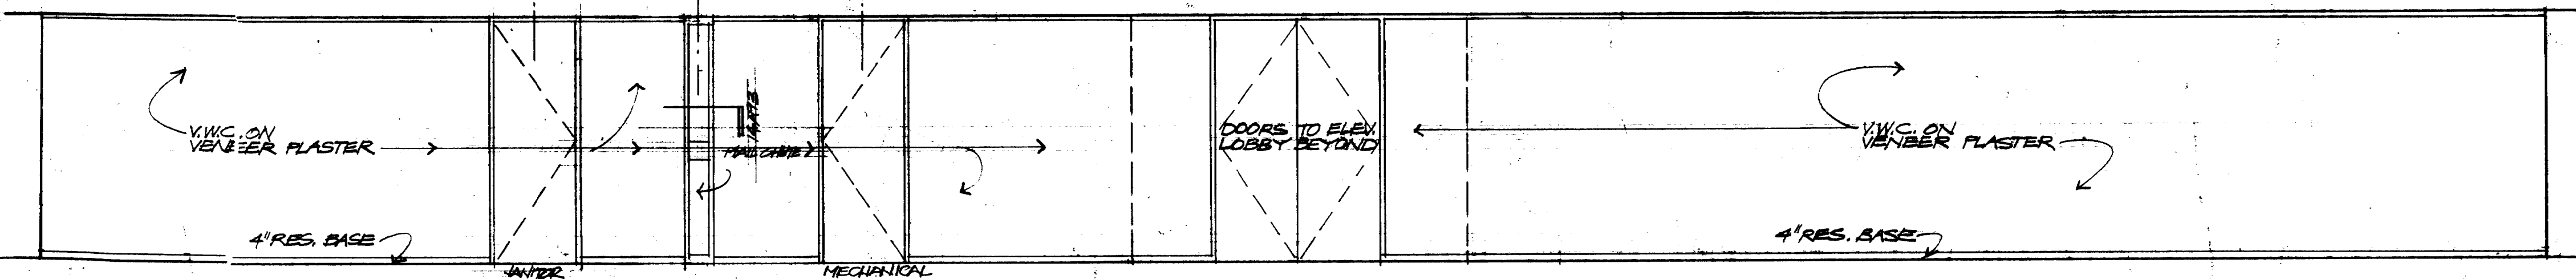 V.W.C. ON
VENEER PLASTER
4" RES. BASE
JANITOR
MAIL CHUTE
MECHANICAL
DOORS TO ELEV.
LOBBY BEYOND
V.W.C. ON
VENEER PLASTER
4" RES. BASE